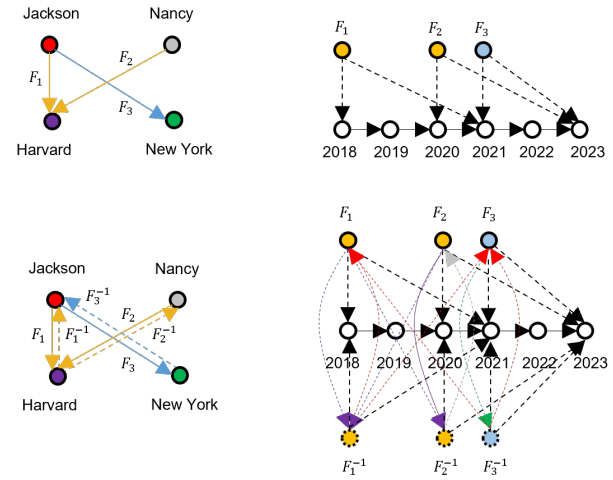 Jackson Nancy
F₁ F₂
F₃
Harvard New York
F₁ F₂ F₃
2018 2019 2020 2021 2022 2023
Jackson Nancy
F₃⁻¹
F₁ F₁⁻¹ F₂ F₂⁻¹
F₃
Harvard New York
F₁ F₂ F₃
2018 2019 2020 2021 2022 2023
F₁⁻¹ F₂⁻¹ F₃⁻¹